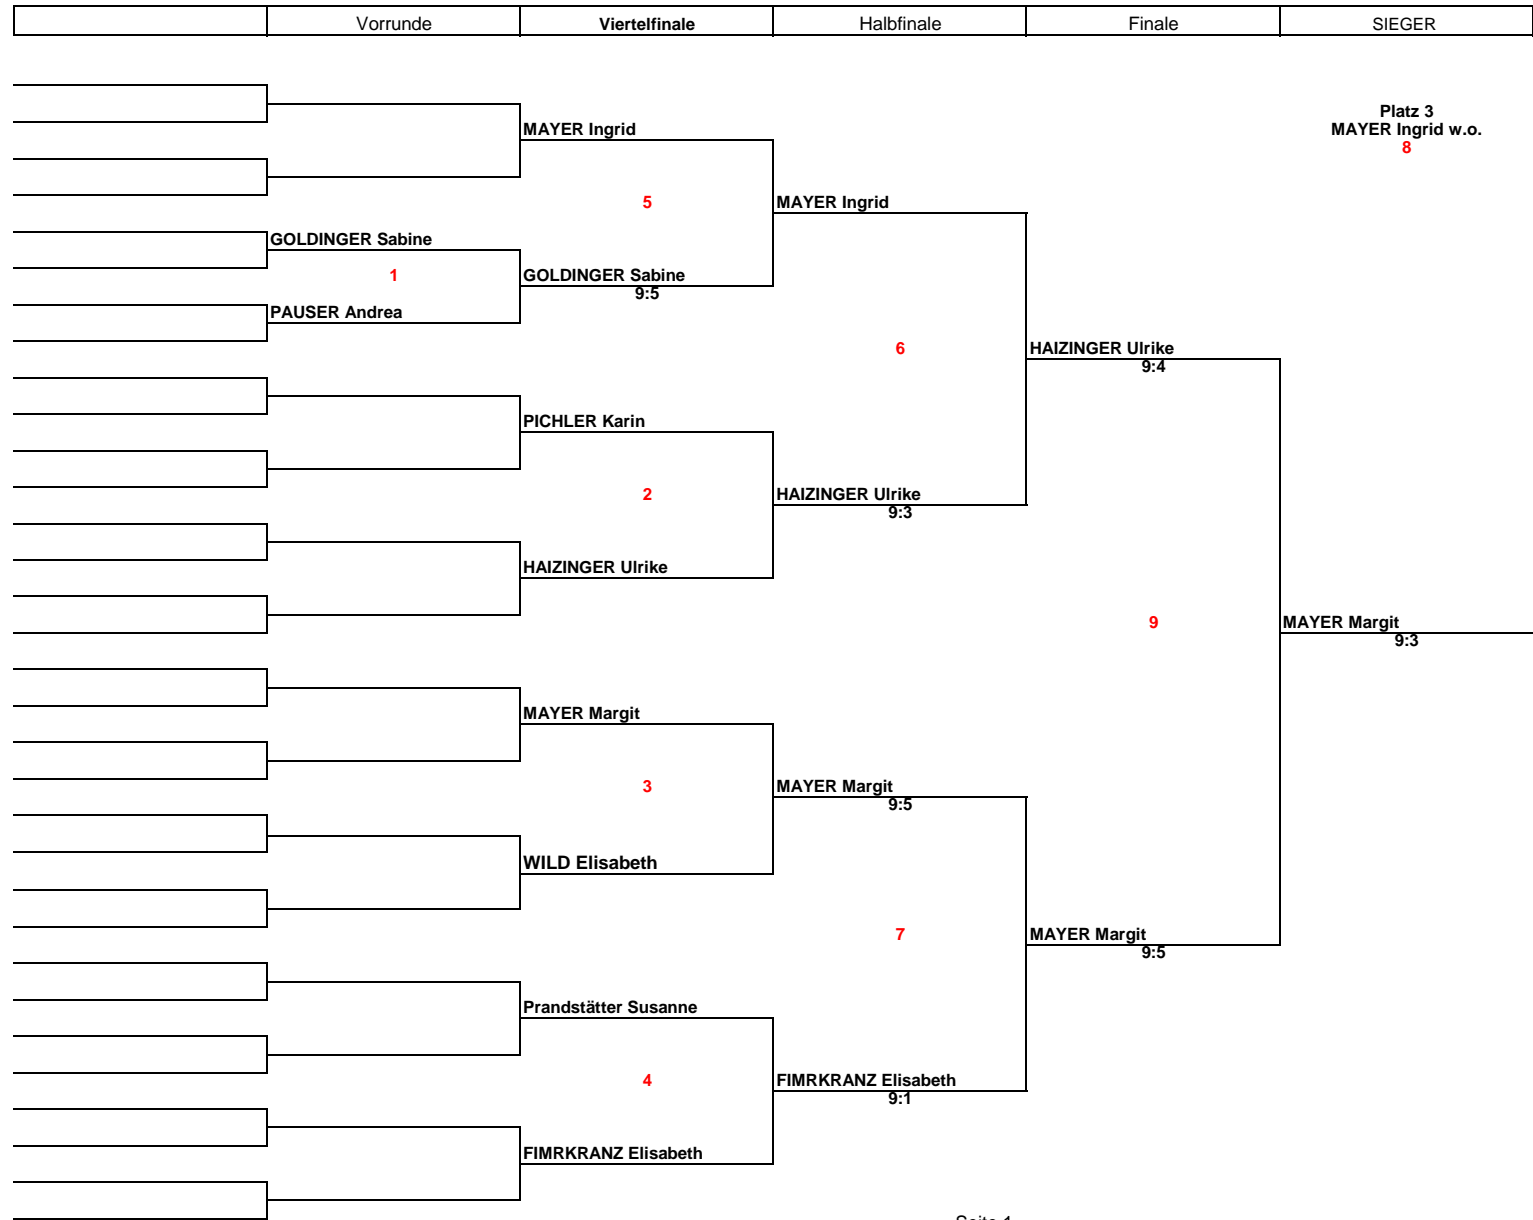 Vorrunde Viertelfinale Halbfinale Finale SIEGER
Platz 3
MAYER Ingrid MAYER Ingrid w.o.
8
5 MAYER Ingrid
GOLDINGER Sabine
1 GOLDINGER Sabine
9:5
PAUSER Andrea
6 HAIZINGER Ulrike
9:4
PICHLER Karin
2 HAIZINGER Ulrike
9:3
HAIZINGER Ulrike
9 MAYER Margit
9:3
MAYER Margit
3 MAYER Margit
9:5
WILD Elisabeth
7 MAYER Margit
9:5
Prandstätter Susanne
4 FIMRKRANZ Elisabeth
9:1
FIMRKRANZ Elisabeth
Seite 1